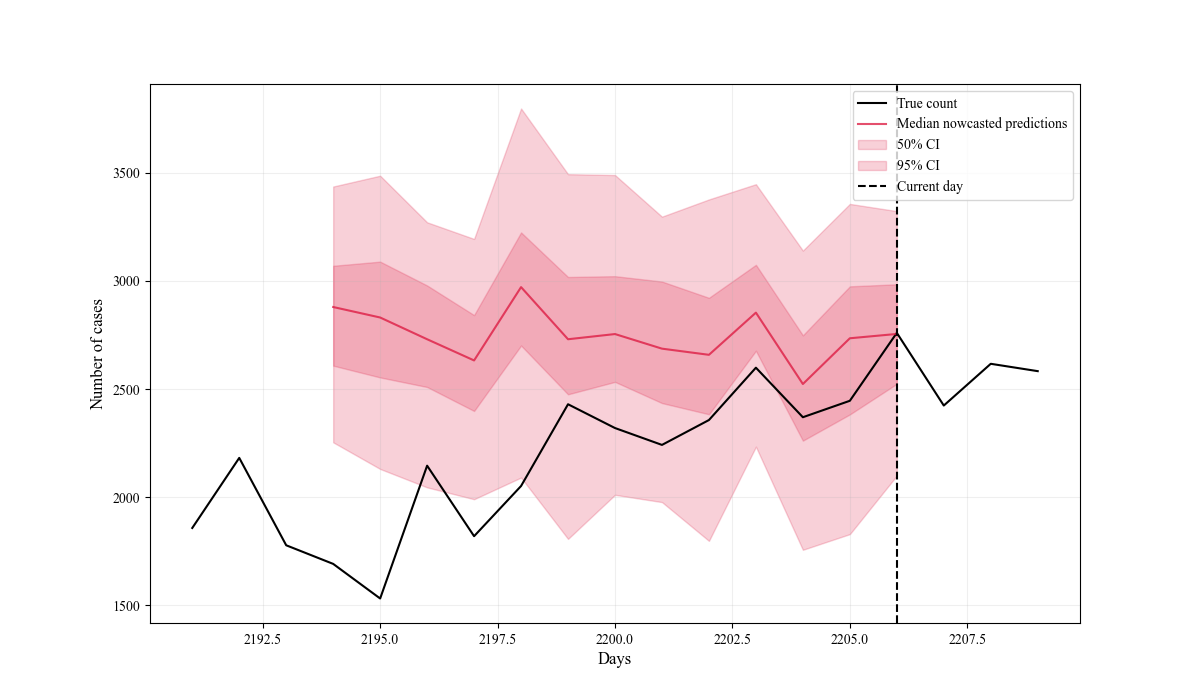 True count
Median nowcasted predictions
50% CI
95% CI
Current day
Number of cases
3500
3000
2500
2000
1500
2192.5 2195.0 2197.5 2200.0 2202.5 2205.0 2207.5
Days